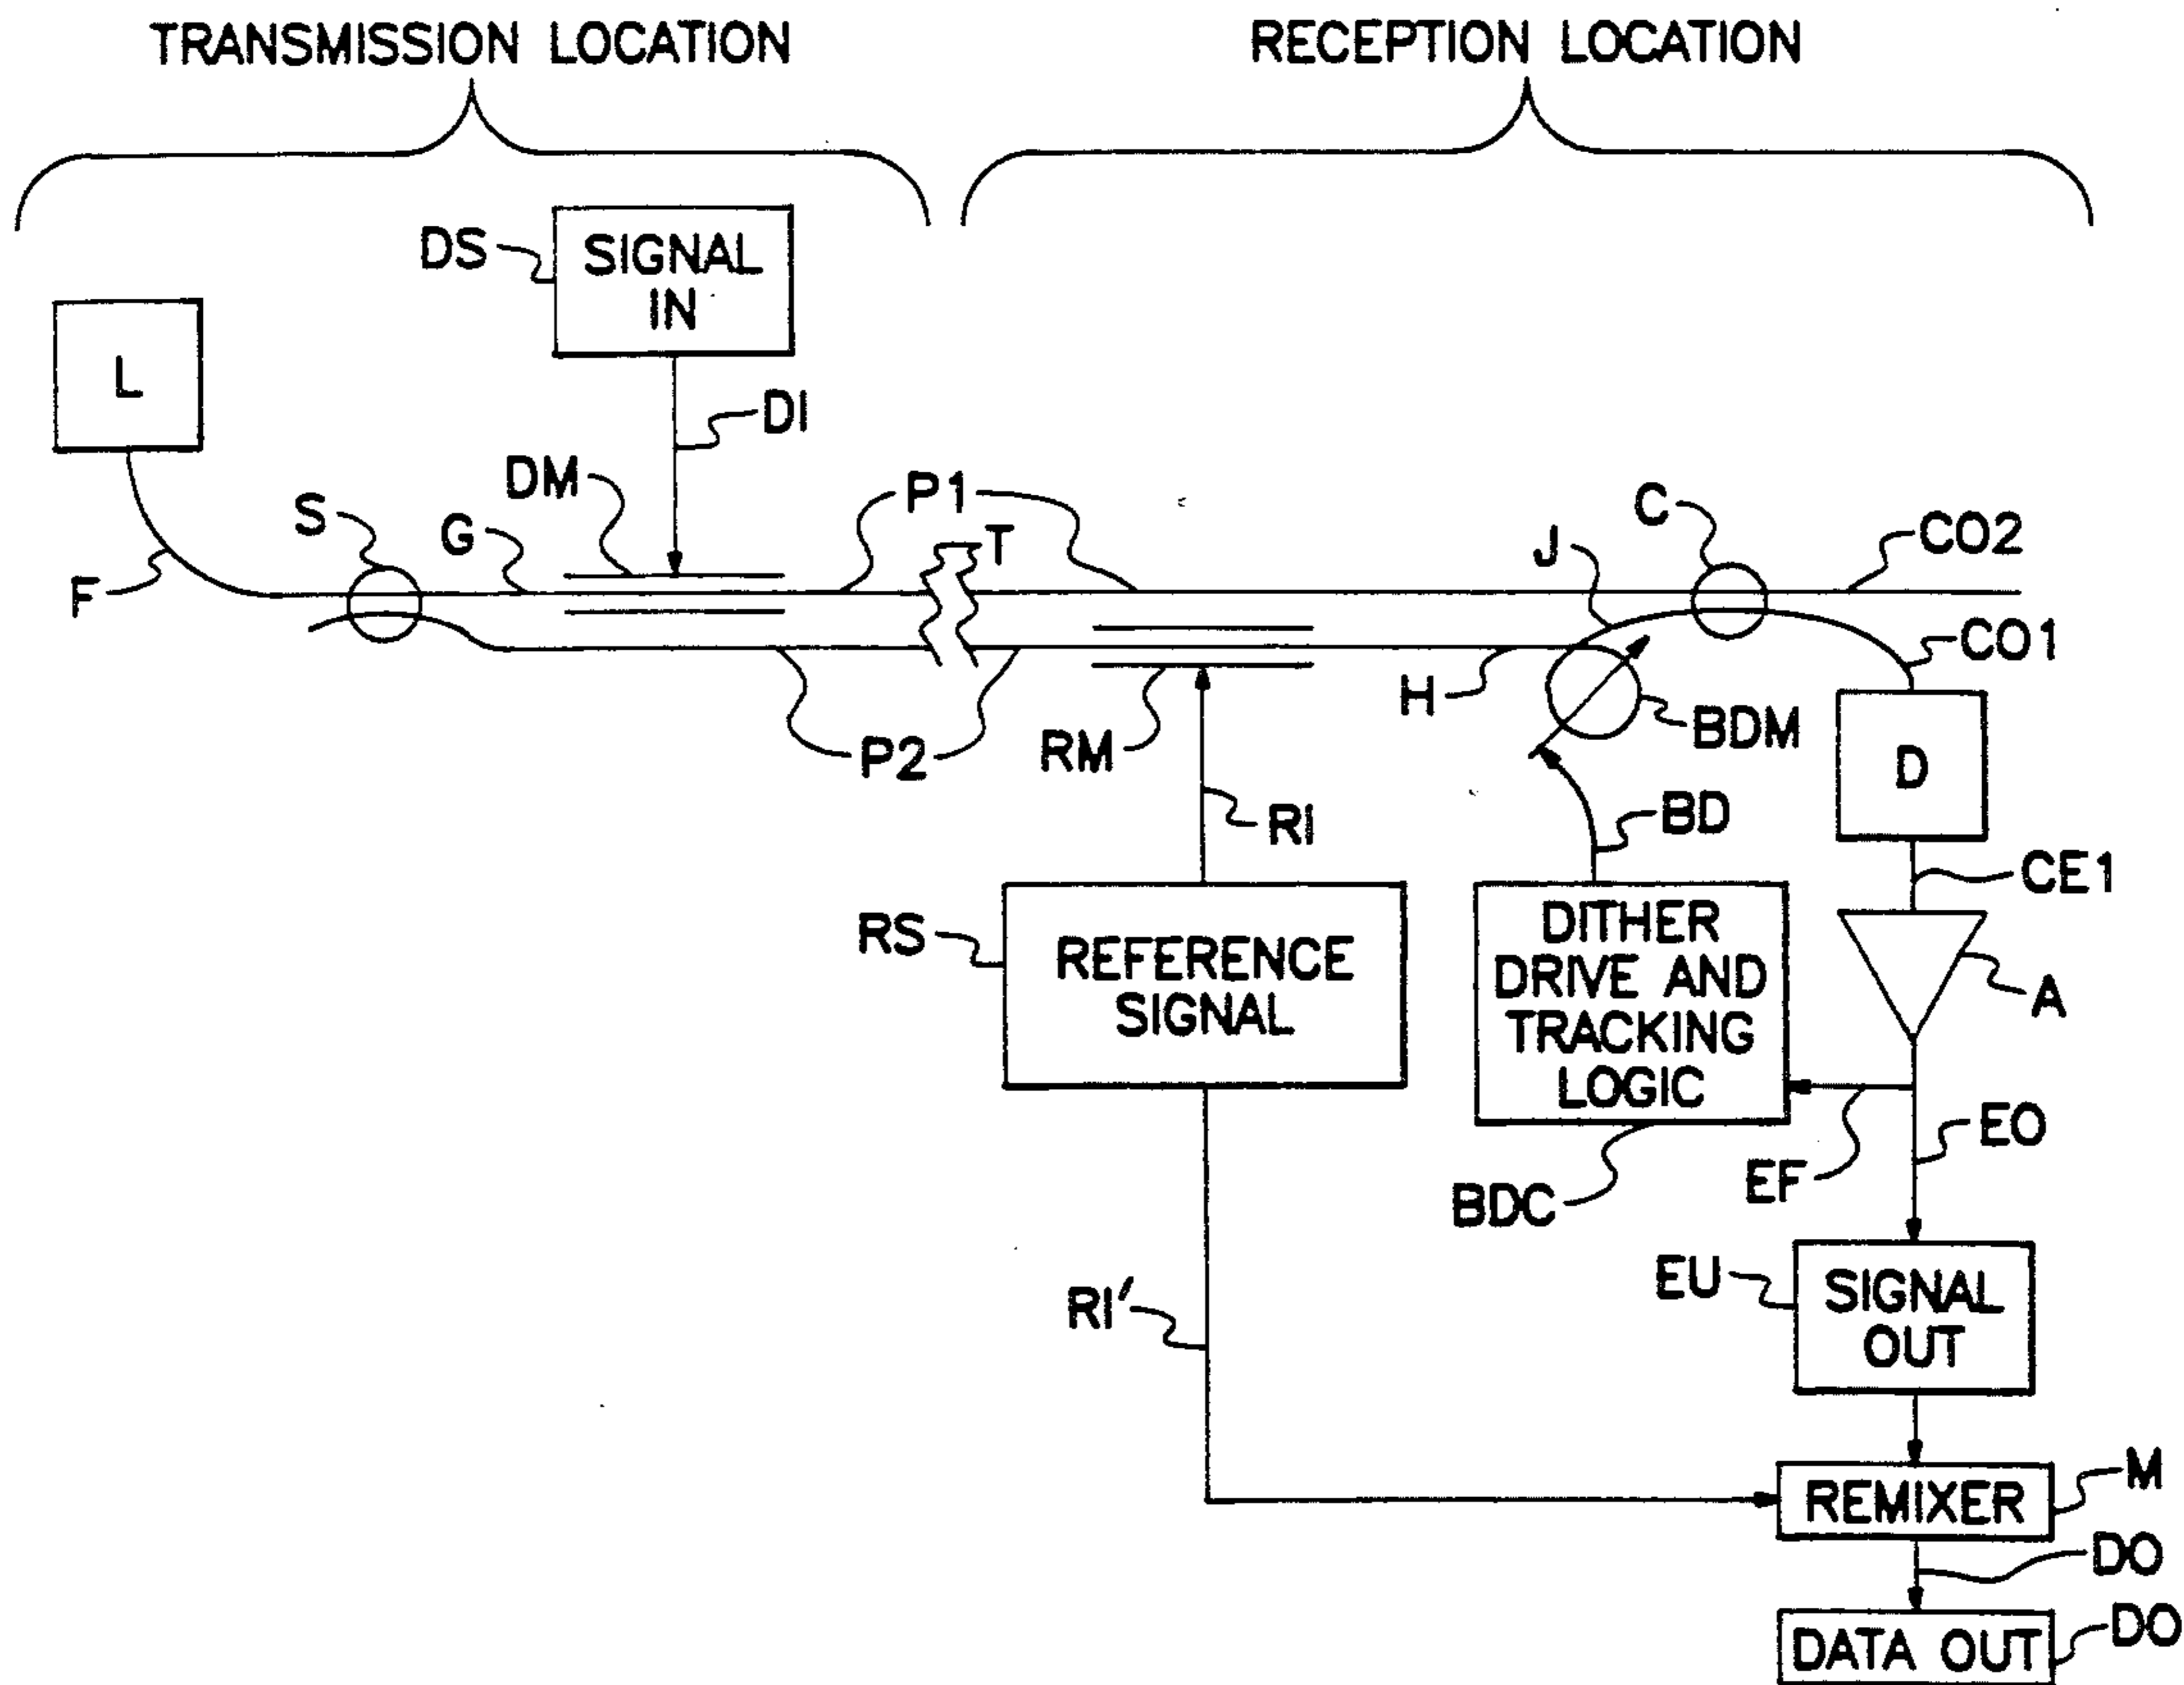 TRANSMISSION LOCATION
RECEPTION LOCATION
DS
SIGNAL
IN
L
DI
DM
P1
S
G
T
J
C
CO2
F
CO1
H
BDM
P2
RM
D
RI
BD
CE1
RS
REFERENCE
SIGNAL
DITHER
DRIVE AND
TRACKING
LOGIC
A
EO
EF
BDC
EU
SIGNAL
OUT
RI'
REMIXER
M
DO
DATA OUT
DO